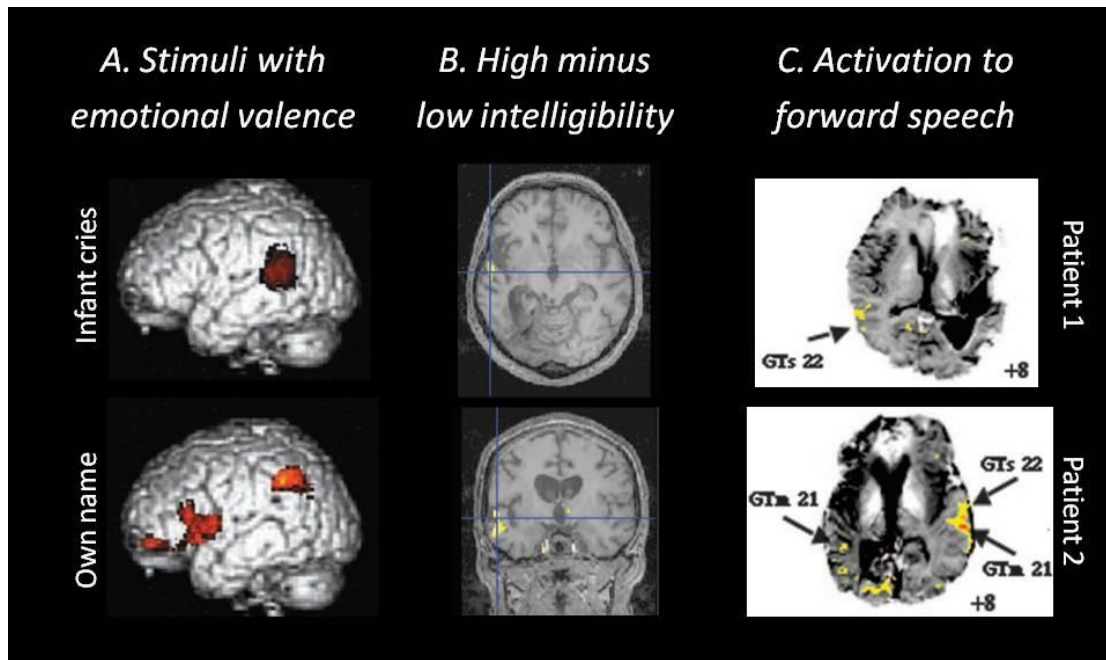 A. Stimuli with
emotional valence
B. High minus
low intelligibility
C. Activation to
forward speech
Infant cries
Own name
GTs 22
+8
Patient 1
GTm 21
GTs 22
GTm 21
+8
Patient 2